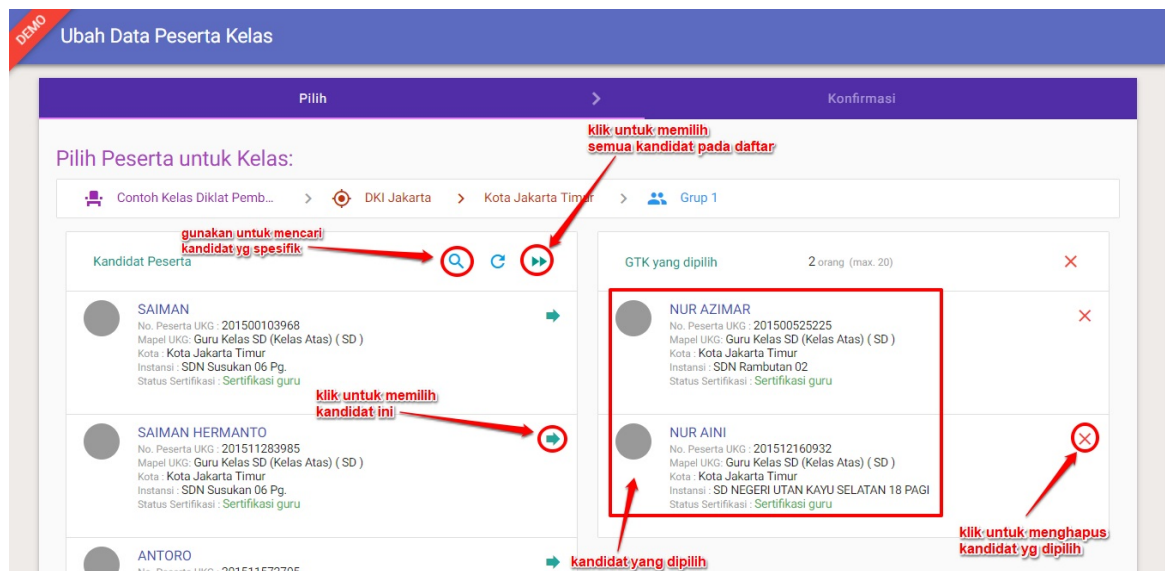 DEMO
Ubah Data Peserta Kelas
Pilih
Konfirmasi
klik untuk memilih
semua kandidat pada daftar
Pilih Peserta untuk Kelas:
Contoh Kelas Diklat Pemb...
DKI Jakarta
Kota Jakarta Timur
Grup 1
gunakan untuk mencari
kandidat yg spesifik
Kandidat Peserta
SAIMAN
No. Peserta UKG : 201500103968
Mapel UKG: Guru Kelas SD (Kelas Atas) ( SD )
Kota : Kota Jakarta Timur
Instansi : SDN Susukan 06 Pg.
Status Sertifikasi : Sertifikasi guru
klik untuk memilih
kandidat ini
SAIMAN HERMANTO
No. Peserta UKG : 201511283985
Mapel UKG: Guru Kelas SD (Kelas Atas) ( SD )
Kota : Kota Jakarta Timur
Instansi : SDN Susukan 06 Pg.
Status Sertifikasi : Sertifikasi guru
ANTORO
GTK yang dipilih
2 orang (max. 20)
NUR AZIMAR
No. Peserta UKG : 201500525225
Mapel UKG: Guru Kelas SD (Kelas Atas) ( SD )
Kota : Kota Jakarta Timur
Instansi : SDN Rambutan 02
Status Sertifikasi : Sertifikasi guru
NUR AINI
No. Peserta UKG : 201512160932
Mapel UKG: Guru Kelas SD (Kelas Atas) ( SD )
Kota : Kota Jakarta Timur
Instansi : SD NEGERI UTAN KAYU SELATAN 18 PAGI
Status Sertifikasi : Sertifikasi guru
klik untuk menghapus
kandidat yg dipilih
kandidat yang dipilih